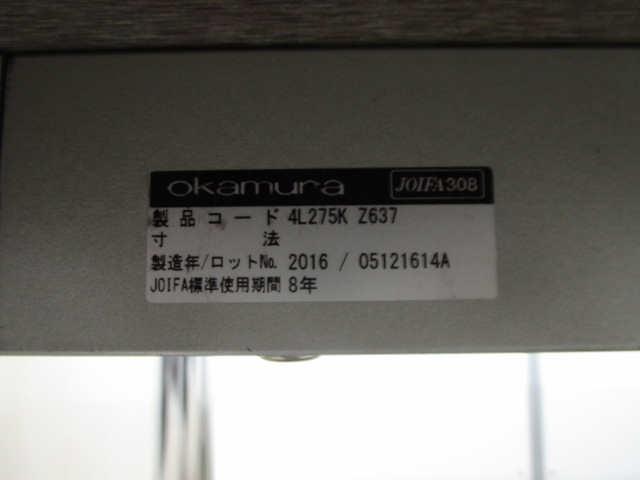 okamura JOIFA308
製品コード 4L275K Z637
寸法
製造年/ロットNo. 2016 / 05121614A
JOIFA標準使用期間 8年